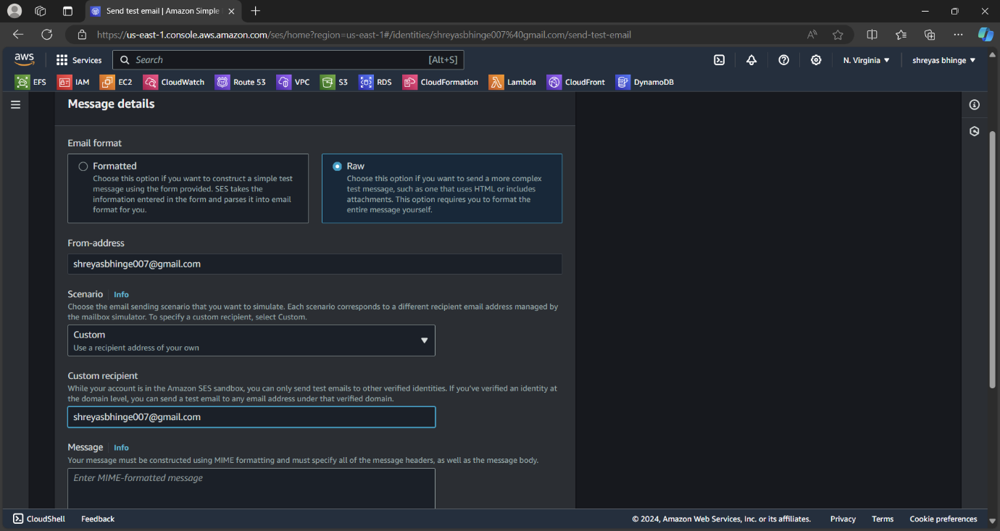 Send test email | Amazon Simple
https://us-east-1.console.aws.amazon.com/ses/home?region=us-east-1#/identities/shreyasbhinge007%40gmail.com/send-test-email
aws
Services
Search
[Alt+S]
N. Virginia
shreyas bhinge
EFS
IAM
EC2
CloudWatch
Route 53
VPC
S3
RDS
CloudFormation
Lambda
CloudFront
DynamoDB
Message details
Email format
Formatted
Choose this option if you want to construct a simple test
message using the form provided. SES takes the
information entered in the form and parses it into email
format for you.
Raw
Choose this option if you want to send a more complex
test message, such as one that uses HTML or includes
attachments. This option requires you to format the
entire message yourself.
From-address
shreyasbhinge007@gmail.com
Scenario
Info
Choose the email sending scenario that you want to simulate. Each scenario corresponds to a different recipient email address managed by
the mailbox simulator. To specify a custom recipient, select Custom.
Custom
Use a recipient address of your own
Custom recipient
While your account is in the Amazon SES sandbox, you can only send test emails to other verified identities. If you've verified an identity at
the domain level, you can send a test email to any email address under that verified domain.
shreyasbhinge007@gmail.com
Message
Info
Your message must be constructed using MIME formatting and must specify all of the message headers, as well as the message body.
Enter MIME-formatted message
CloudShell
Feedback
© 2024, Amazon Web Services, Inc. or its affiliates.
Privacy
Terms
Cookie preferences